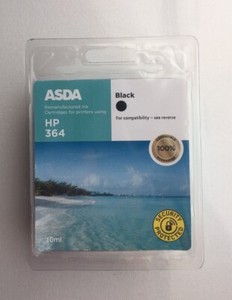 ASDA
Remanufactured Ink
Cartridges for printers using
HP
364
Black
For compatibility – see reverse
100%
10ml
SECURITY
PROTECTED